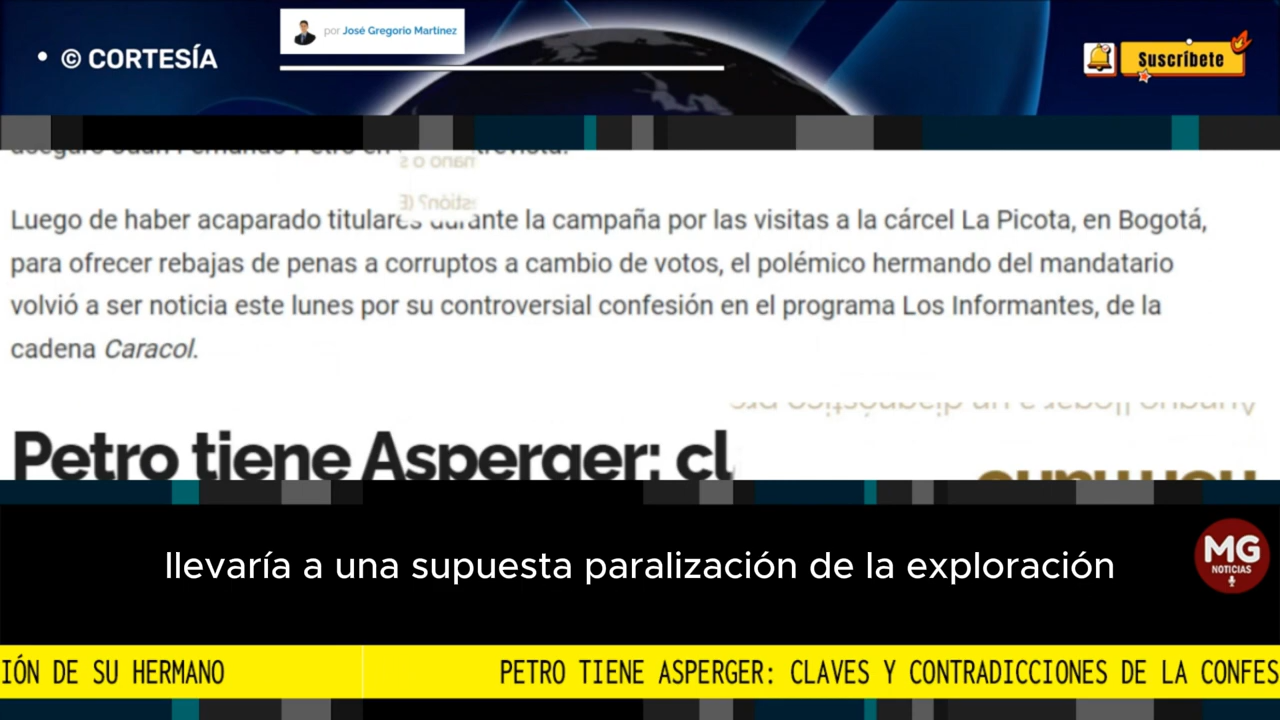 por José Gregorio Martínez
• © CORTESÍA
Suscríbete
Luego de haber acaparado titulares durante la campaña por las visitas a la cárcel La Picota, en Bogotá,
para ofrecer rebajas de penas a corruptos a cambio de votos, el polémico hermando del mandatario
volvió a ser noticia este lunes por su controversial confesión en el programa Los Informantes, de la
cadena Caracol.
Petro tiene Asperger: cl
llevaría a una supuesta paralización de la exploración
MG
NOTICIAS
IÓN DE SU HERMANO PETRO TIENE ASPERGER: CLAVES Y CONTRADICCIONES DE LA CONFES